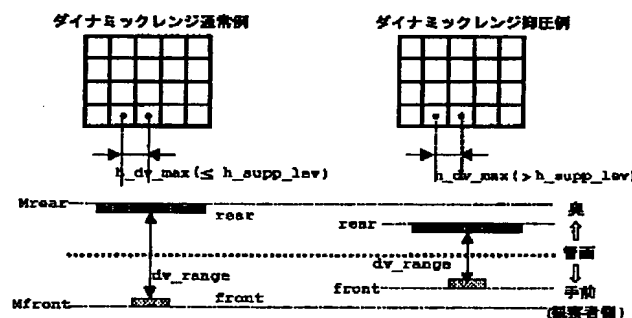 ダイナミックレンジ通常例
ダイナミックレンジ抑圧例
h_dv_max(≤ h_supp_lev)
h_dv_max(> h_supp_lev)
Mrear
rear
rear
奥
管面
dv_range
dv_range
front
手前
Mfront
front
(観察者側)